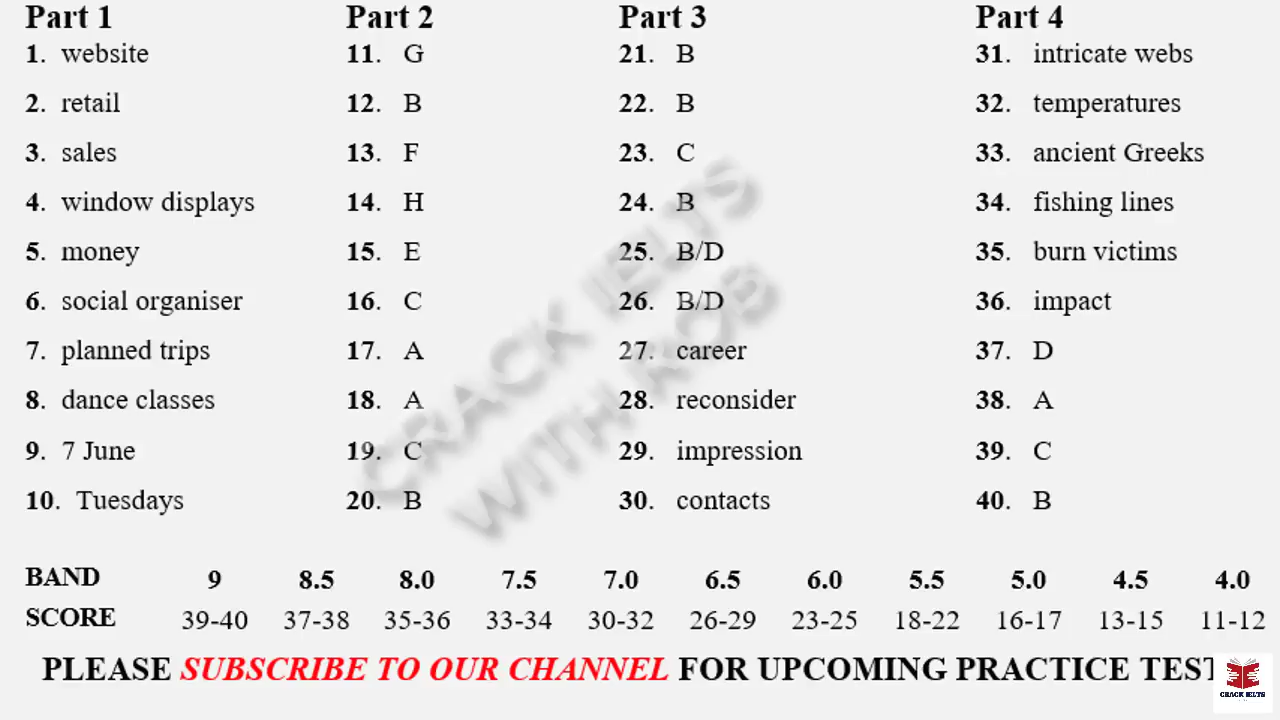 Part 1 Part 2 Part 3 Part 4
1. website 11. G 21. B 31. intricate webs
2. retail 12. B 22. B 32. temperatures
3. sales 13. F 23. C 33. ancient Greeks
4. window displays 14. H 24. B 34. fishing lines
5. money 15. E 25. B/D 35. burn victims
6. social organiser 16. C 26. B/D 36. impact
7. planned trips 17. A 27. career 37. D
8. dance classes 18. A 28. reconsider 38. A
9. 7 June 19. C 29. impression 39. C
10. Tuesdays 20. B 30. contacts 40. B
CRACK IELTS
WITH ROB
BAND 9 8.5 8.0 7.5 7.0 6.5 6.0 5.5 5.0 4.5 4.0
SCORE 39-40 37-38 35-36 33-34 30-32 26-29 23-25 18-22 16-17 13-15 11-12
PLEASE SUBSCRIBE TO OUR CHANNEL FOR UPCOMING PRACTICE TEST
CRACK IELTS